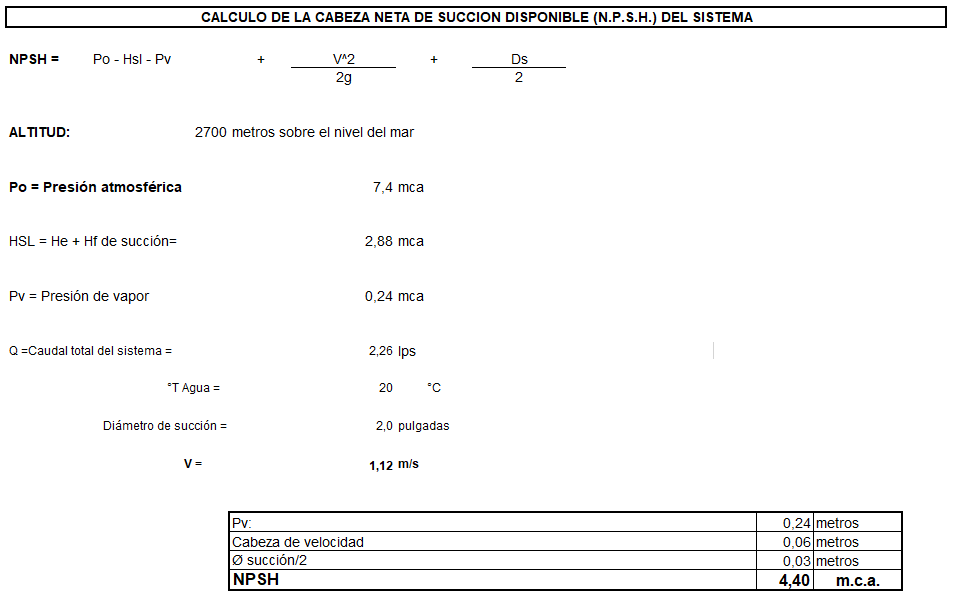 CALCULO DE LA CABEZA NETA DE SUCCION DISPONIBLE (N.P.S.H.) DEL SISTEMA
NPSH = Po - Hsl - Pv + V^2 + Ds
2g 2
ALTITUD: 2700 metros sobre el nivel del mar
Po = Presión atmosférica 7,4 mca
HSL = He + Hf de succión= 2,88 mca
Pv = Presión de vapor 0,24 mca
Q =Caudal total del sistema = 2,26 lps
°T Agua = 20 °C
Diámetro de succión = 2,0 pulgadas
V = 1,12 m/s
Pv: 0,24 metros
Cabeza de velocidad 0,06 metros
Ø succión/2 0,03 metros
NPSH 4,40 m.c.a.